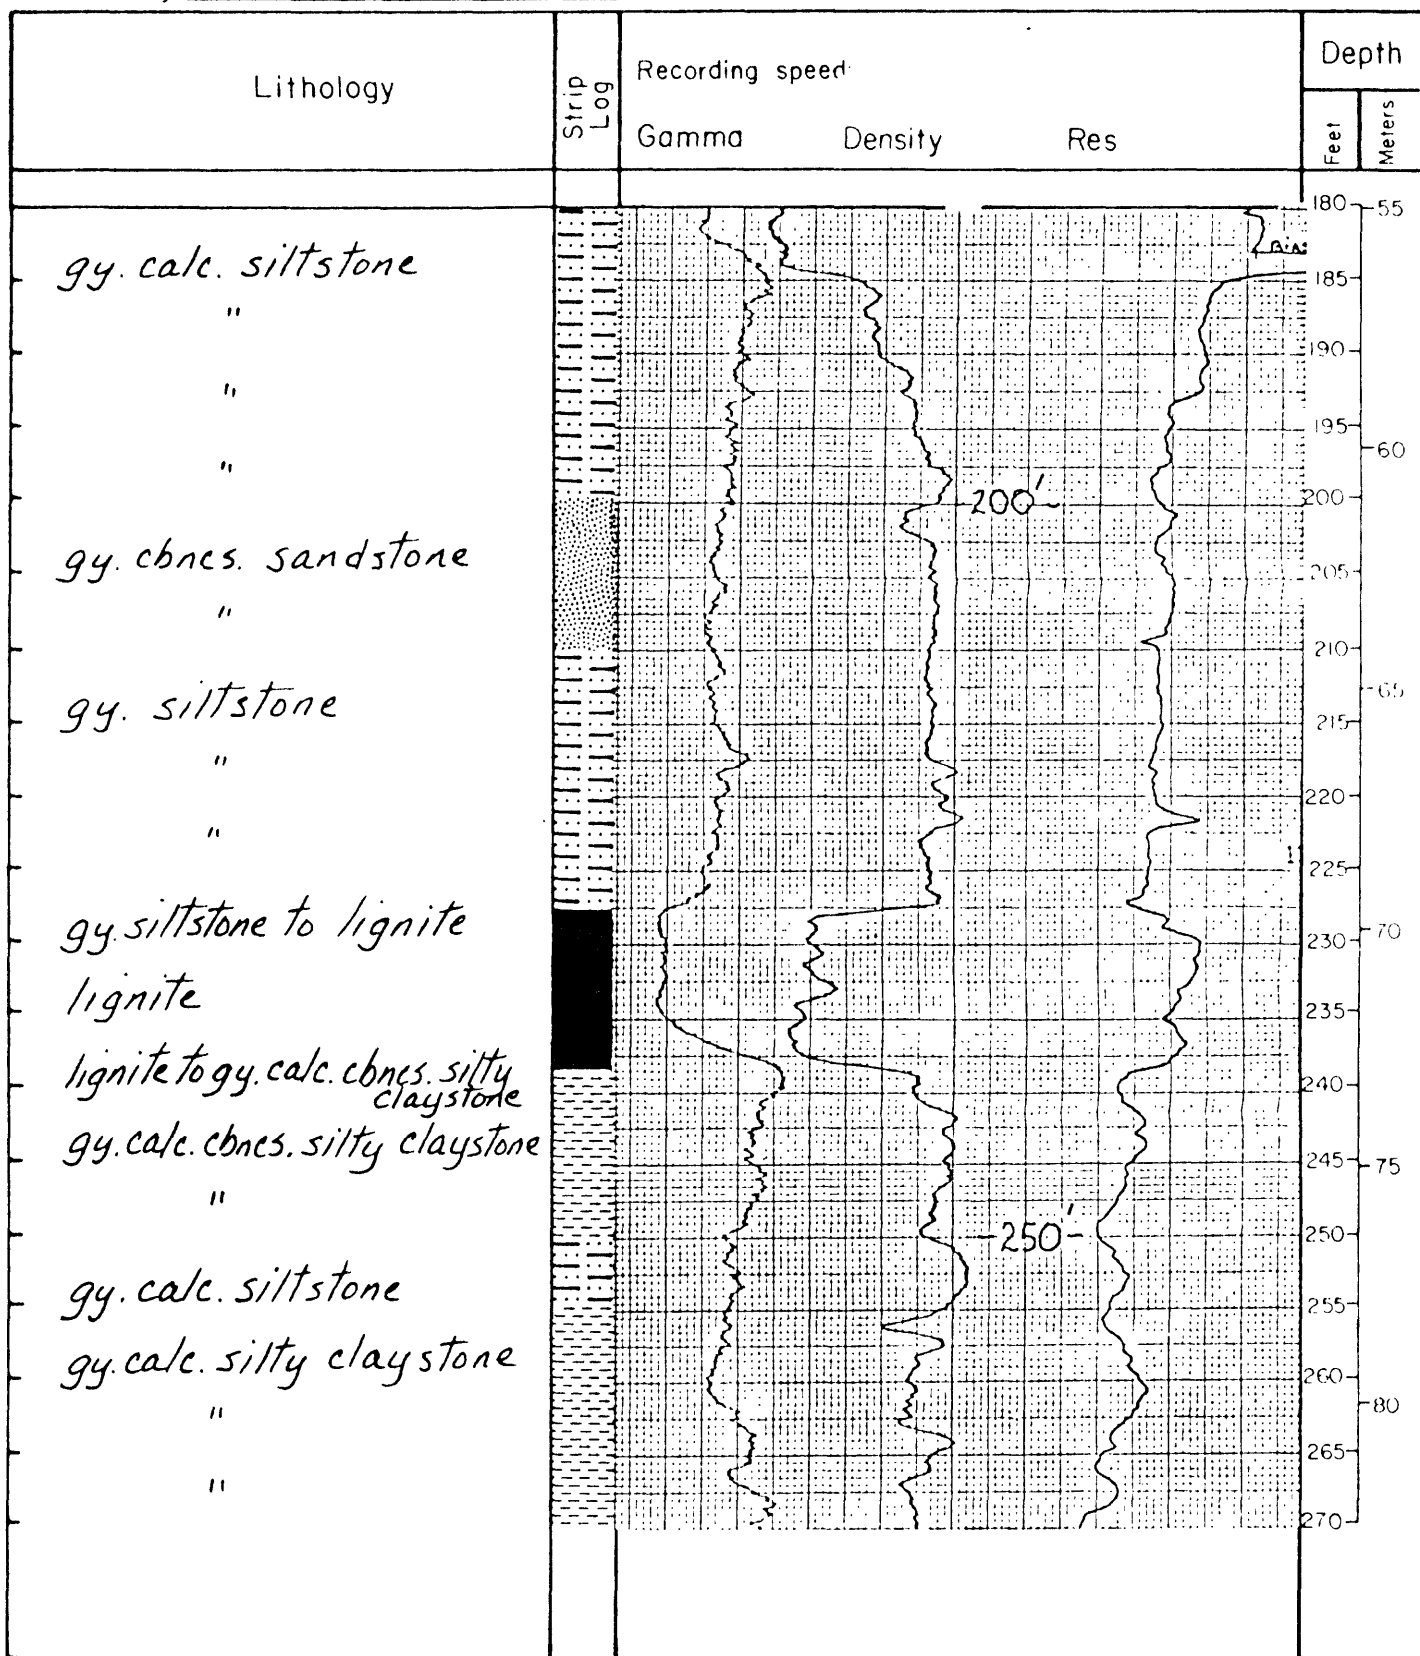 Lithology
Strip Log
Recording speed
Gamma Density Res
Depth
Feet
Meters
gy. calc. siltstone
"
"
"
gy. cbncs. sandstone
"
gy. siltstone
"
"
gy. siltstone to lignite
lignite
lignite to gy. calc. cbncs. silty
claystone
gy. calc. cbncs. silty claystone
"
gy. calc. siltstone
gy. calc. silty claystone
"
"
200'
250'
180
185
190
195
200
205
210
215
220
225
230
235
240
245
250
255
260
265
270
55
60
65
70
75
80